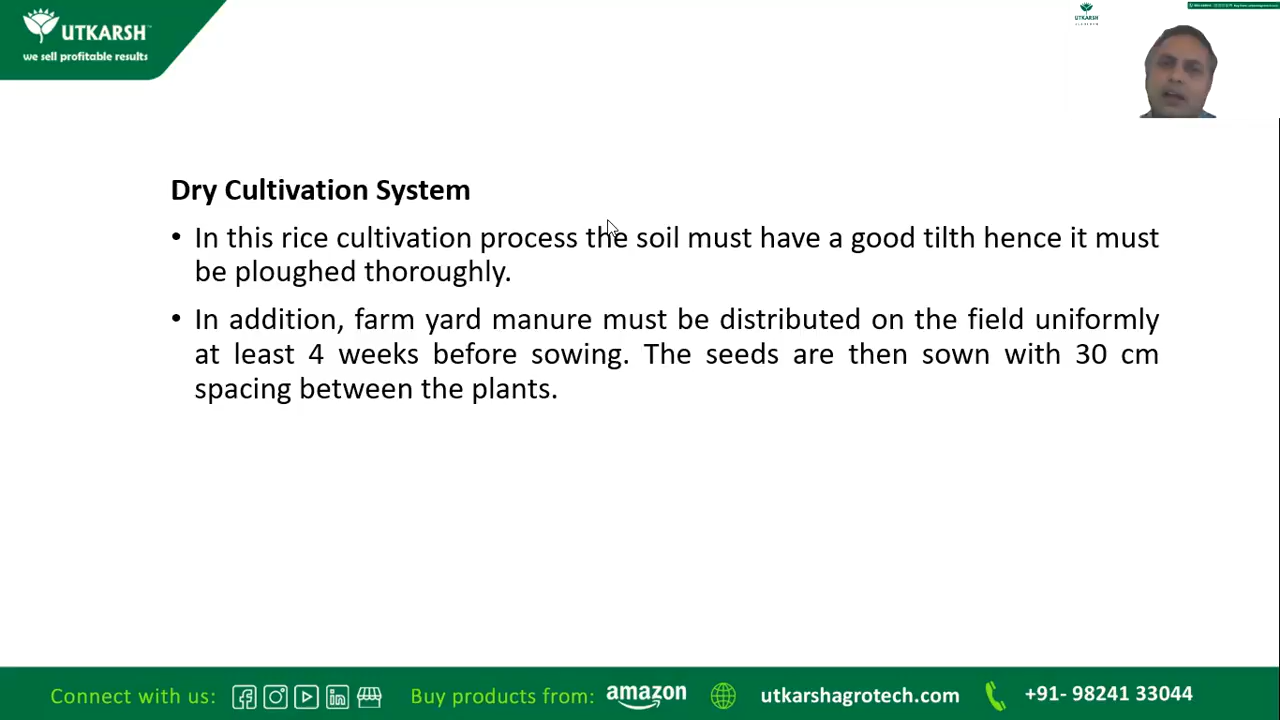 UTKARSH
we sell profitable results
UTKARSH
Dry Cultivation System
• In this rice cultivation process the soil must have a good tilth hence it must
be ploughed thoroughly.
• In addition, farm yard manure must be distributed on the field uniformly
at least 4 weeks before sowing. The seeds are then sown with 30 cm
spacing between the plants.
Connect with us:
Buy products from: amazon
utkarshagrotech.com
+91- 98241 33044